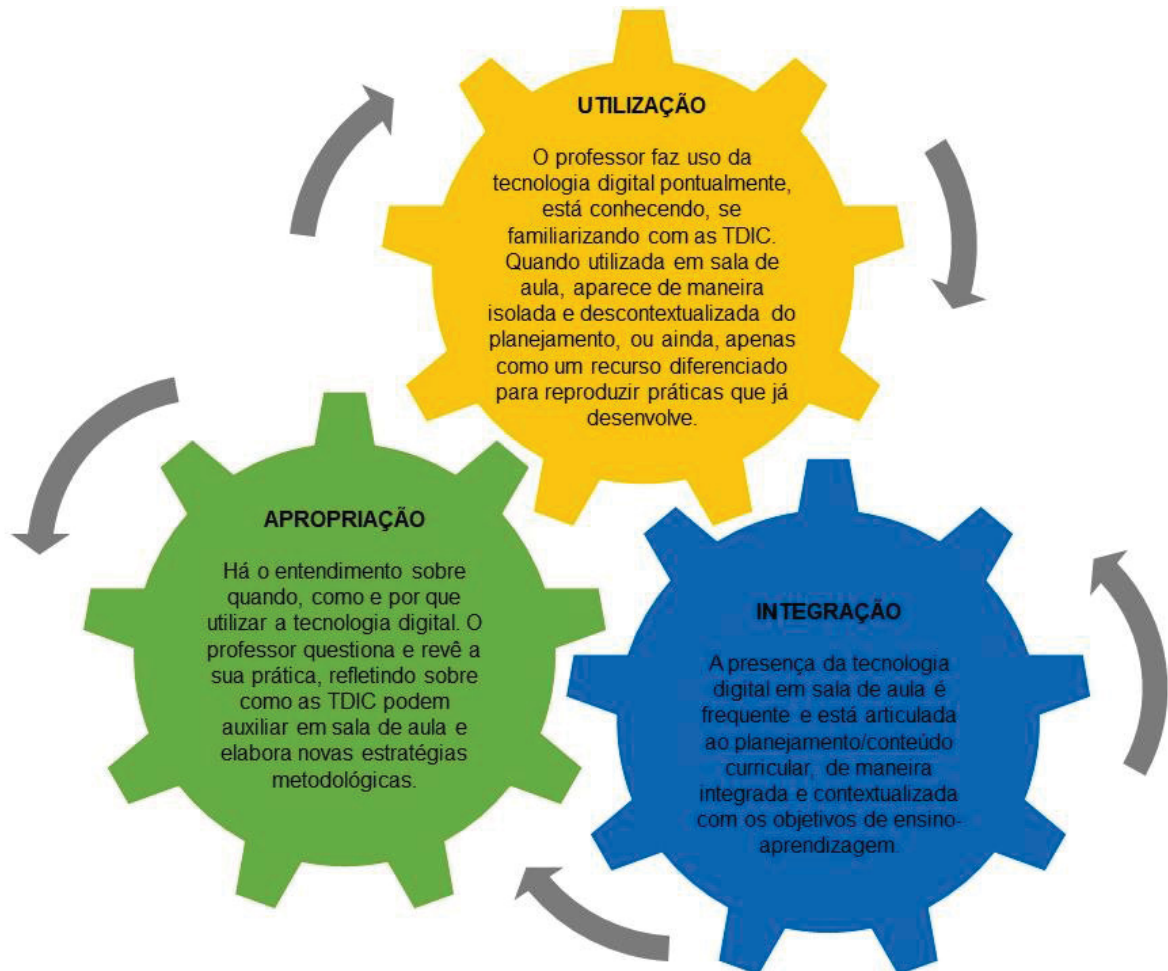 UTILIZAÇÃO
O professor faz uso da
tecnologia digital pontualmente,
está conhecendo, se
familiarizando com as TDIC.
Quando utilizada em sala de
aula, aparece de maneira
isolada e descontextualizada do
planejamento, ou ainda, apenas
como um recurso diferenciado
para reproduzir práticas que já
desenvolve.
APROPRIAÇÃO
Há o entendimento sobre
quando, como e por que
utilizar a tecnologia digital. O
professor questiona e revê a
sua prática, refletindo sobre
como as TDIC podem
auxiliar em sala de aula e
elabora novas estratégias
metodológicas.
INTEGRAÇÃO
A presença da tecnologia
digital em sala de aula é
frequente e está articulada
ao planejamento/conteúdo
curricular, de maneira
integrada e contextualizada
com os objetivos de ensino-
aprendizagem.